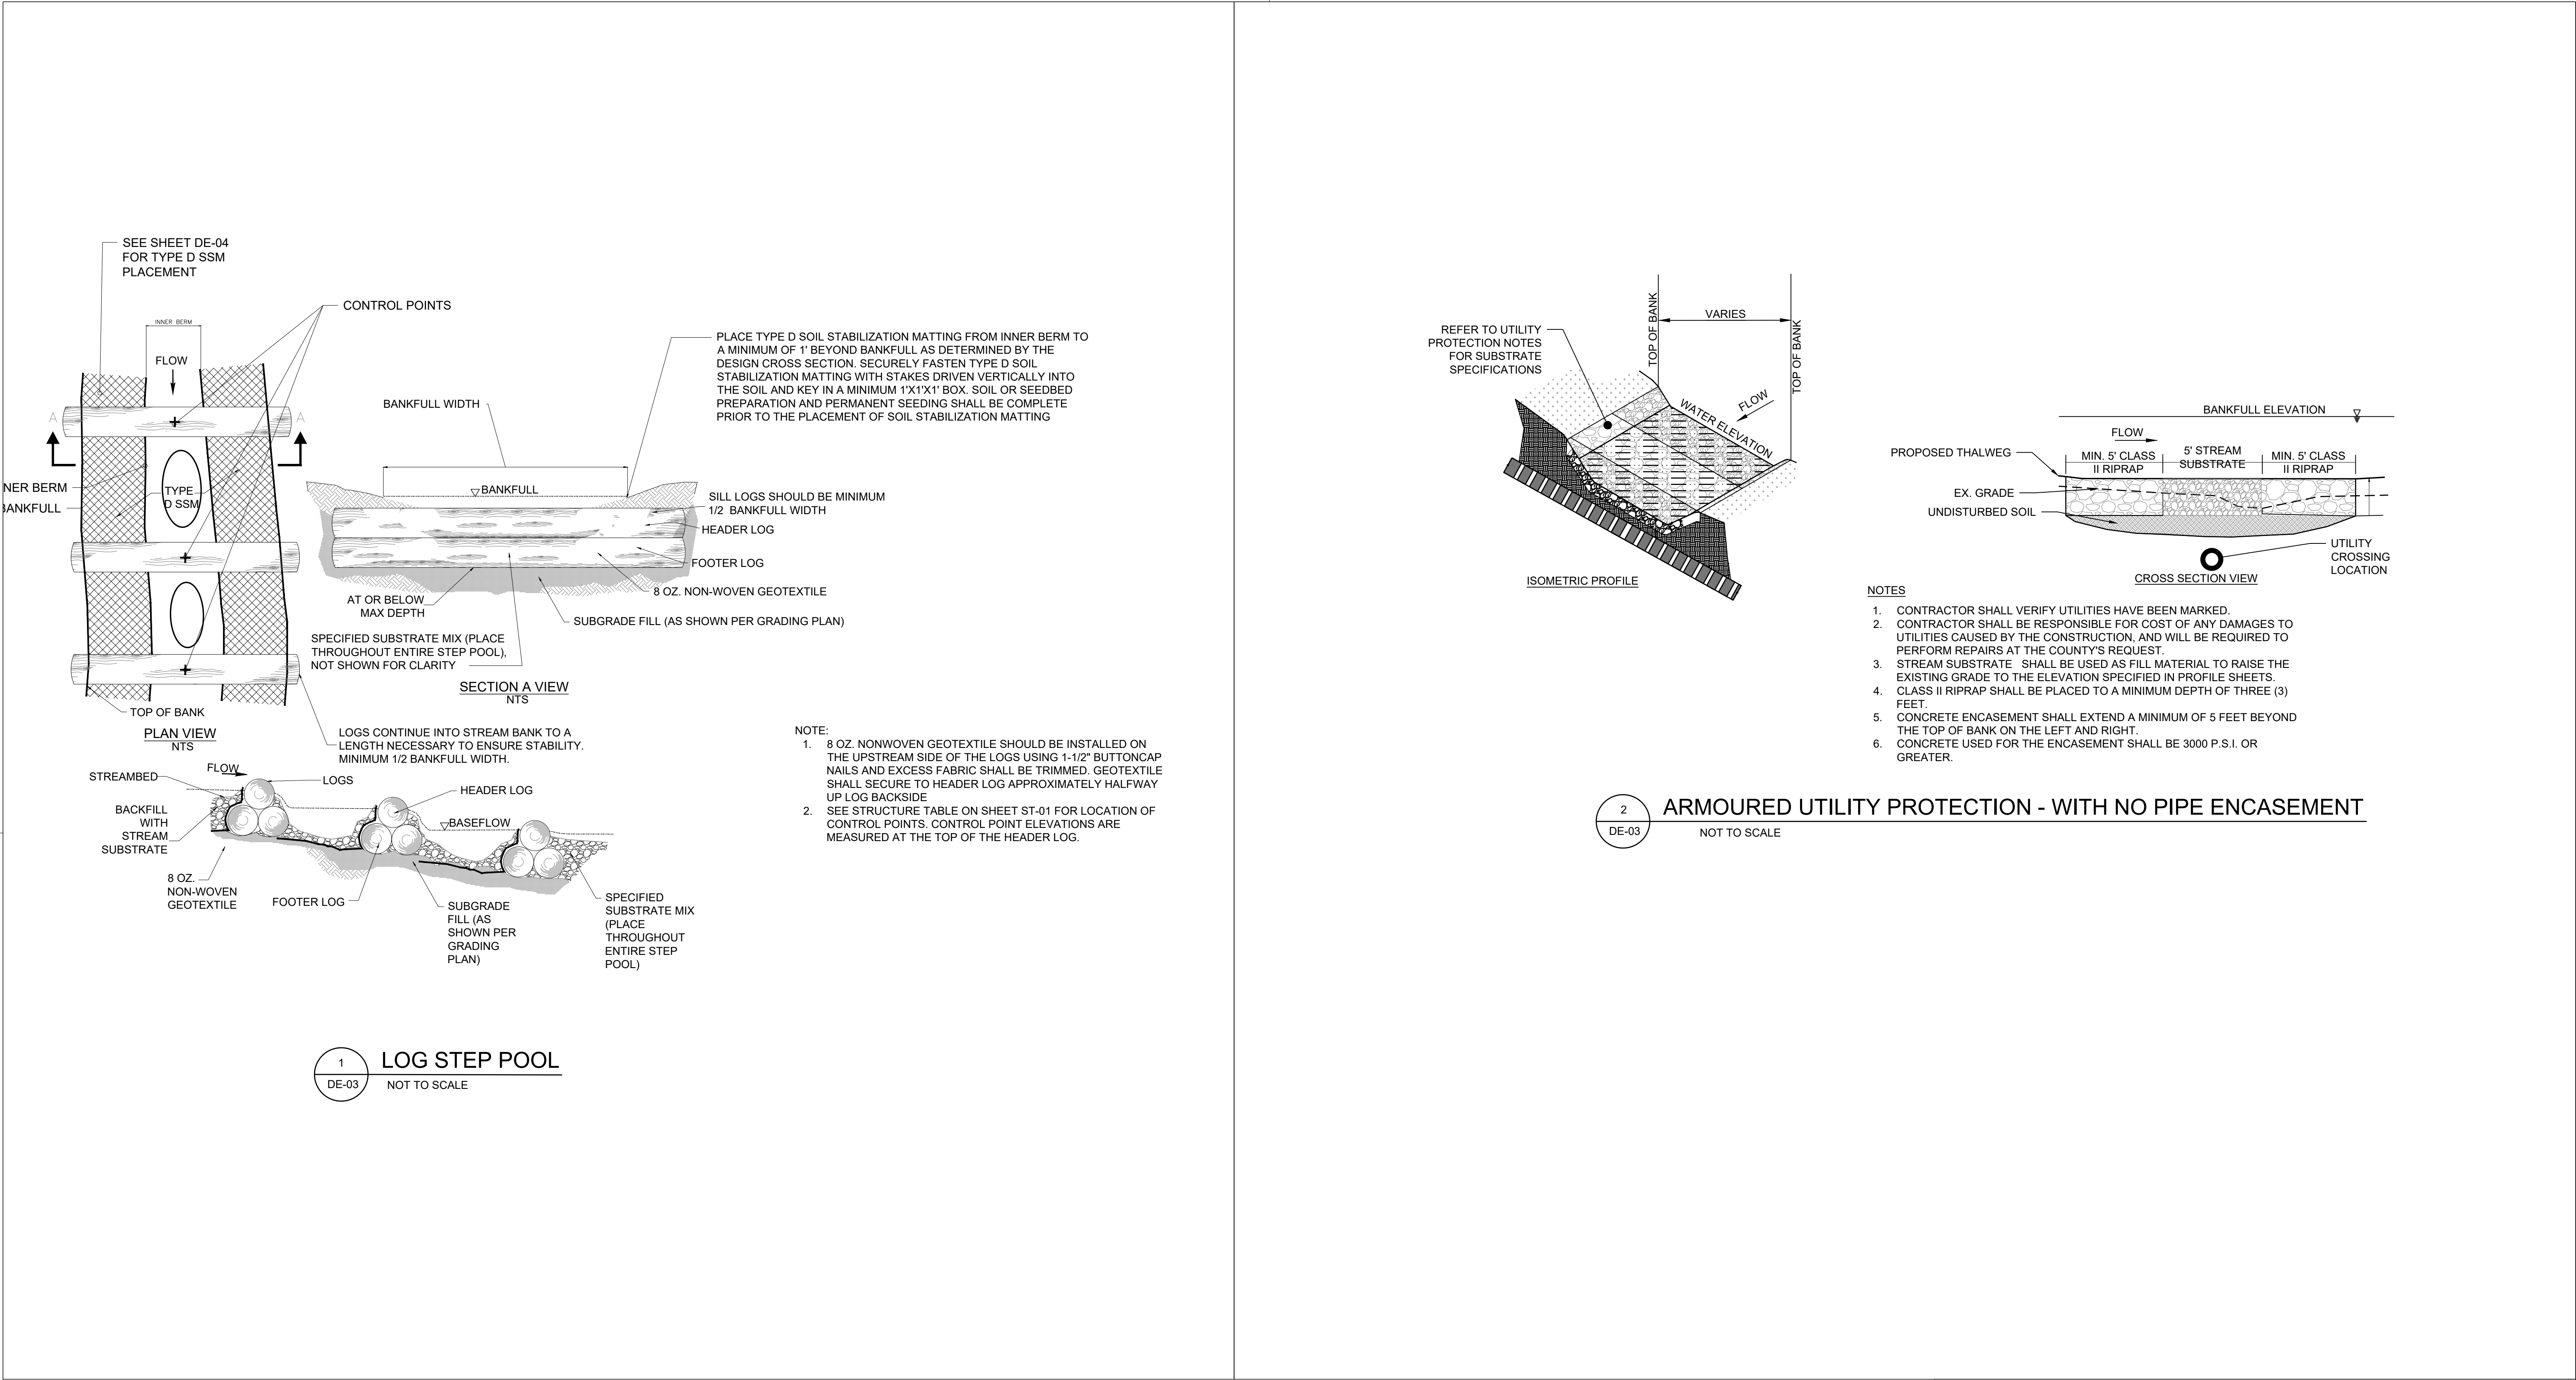 SEE SHEET DE-04
FOR TYPE D SSM
PLACEMENT
CONTROL POINTS
INNER BERM
FLOW
A
A
NER BERM
BANKFULL
TYPE
D SSM
TOP OF BANK
PLAN VIEW
NTS
LOGS CONTINUE INTO STREAM BANK TO A
LENGTH NECESSARY TO ENSURE STABILITY.
MINIMUM 1/2 BANKFULL WIDTH.
PLACE TYPE D SOIL STABILIZATION MATTING FROM INNER BERM TO
A MINIMUM OF 1' BEYOND BANKFULL AS DETERMINED BY THE
DESIGN CROSS SECTION. SECURELY FASTEN TYPE D SOIL
STABILIZATION MATTING WITH STAKES DRIVEN VERTICALLY INTO
THE SOIL AND KEY IN A MINIMUM 1'X1'X1' BOX. SOIL OR SEEDBED
PREPARATION AND PERMANENT SEEDING SHALL BE COMPLETE
PRIOR TO THE PLACEMENT OF SOIL STABILIZATION MATTING
BANKFULL WIDTH
BANKFULL
SILL LOGS SHOULD BE MINIMUM
1/2 BANKFULL WIDTH
HEADER LOG
FOOTER LOG
8 OZ. NON-WOVEN GEOTEXTILE
AT OR BELOW
MAX DEPTH
SUBGRADE FILL (AS SHOWN PER GRADING PLAN)
SPECIFIED SUBSTRATE MIX (PLACE
THROUGHOUT ENTIRE STEP POOL),
NOT SHOWN FOR CLARITY
SECTION A VIEW
NTS
FLOW
STREAMBED
LOGS
HEADER LOG
BACKFILL
WITH
STREAM
SUBSTRATE
BASEFLOW
8 OZ.
NON-WOVEN
GEOTEXTILE
FOOTER LOG
SUBGRADE
FILL (AS
SHOWN PER
GRADING
PLAN)
SPECIFIED
SUBSTRATE MIX
(PLACE
THROUGHOUT
ENTIRE STEP
POOL)
NOTE:
1. 8 OZ. NONWOVEN GEOTEXTILE SHOULD BE INSTALLED ON
THE UPSTREAM SIDE OF THE LOGS USING 1-1/2" BUTTONCAP
NAILS AND EXCESS FABRIC SHALL BE TRIMMED. GEOTEXTILE
SHALL SECURE TO HEADER LOG APPROXIMATELY HALFWAY
UP LOG BACKSIDE
2. SEE STRUCTURE TABLE ON SHEET ST-01 FOR LOCATION OF
CONTROL POINTS. CONTROL POINT ELEVATIONS ARE
MEASURED AT THE TOP OF THE HEADER LOG.
1
DE-03
LOG STEP POOL
NOT TO SCALE
REFER TO UTILITY
PROTECTION NOTES
FOR SUBSTRATE
SPECIFICATIONS
TOP OF BANK
VARIES
TOP OF BANK
FLOW
WATER ELEVATION
ISOMETRIC PROFILE
BANKFULL ELEVATION
FLOW
PROPOSED THALWEG
MIN. 5' CLASS
II RIPRAP
5' STREAM
SUBSTRATE
MIN. 5' CLASS
II RIPRAP
EX. GRADE
UNDISTURBED SOIL
UTILITY
CROSSING
LOCATION
CROSS SECTION VIEW
NOTES
1. CONTRACTOR SHALL VERIFY UTILITIES HAVE BEEN MARKED.
2. CONTRACTOR SHALL BE RESPONSIBLE FOR COST OF ANY DAMAGES TO
UTILITIES CAUSED BY THE CONSTRUCTION, AND WILL BE REQUIRED TO
PERFORM REPAIRS AT THE COUNTY'S REQUEST.
3. STREAM SUBSTRATE SHALL BE USED AS FILL MATERIAL TO RAISE THE
EXISTING GRADE TO THE ELEVATION SPECIFIED IN PROFILE SHEETS.
4. CLASS II RIPRAP SHALL BE PLACED TO A MINIMUM DEPTH OF THREE (3)
FEET.
5. CONCRETE ENCASEMENT SHALL EXTEND A MINIMUM OF 5 FEET BEYOND
THE TOP OF BANK ON THE LEFT AND RIGHT.
6. CONCRETE USED FOR THE ENCASEMENT SHALL BE 3000 P.S.I. OR
GREATER.
2
DE-03
ARMOURED UTILITY PROTECTION - WITH NO PIPE ENCASEMENT
NOT TO SCALE